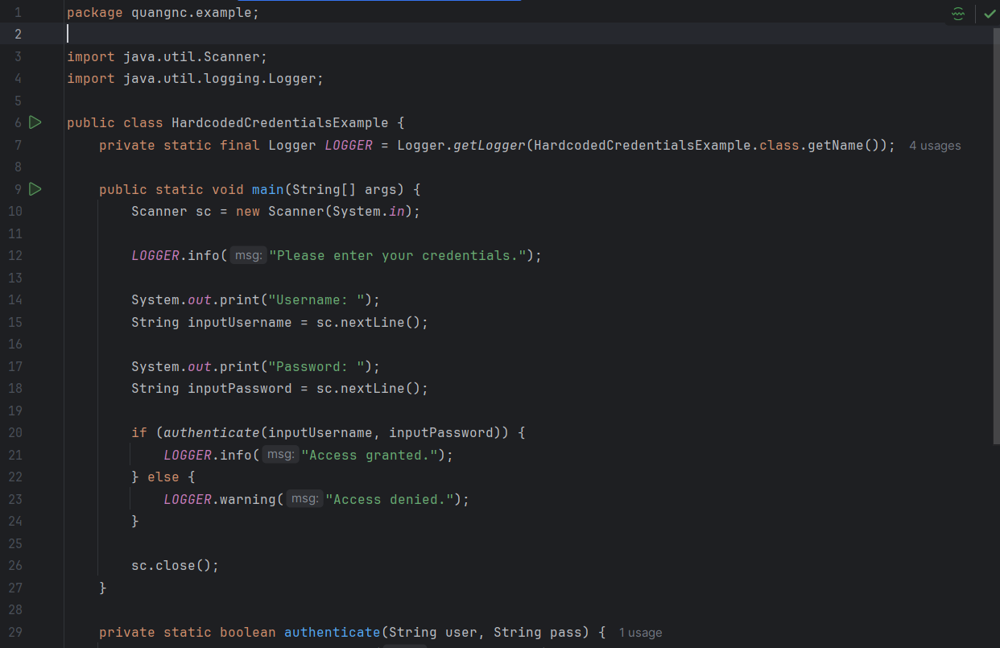 1 package quangnc.example;
2
3 import java.util.Scanner;
4 import java.util.logging.Logger;
5
6 public class HardcodedCredentialsExample {
7     private static final Logger LOGGER = Logger.getLogger(HardcodedCredentialsExample.class.getName()); 4 usages
8
9     public static void main(String[] args) {
10         Scanner sc = new Scanner(System.in);
11
12         LOGGER.info( msg: "Please enter your credentials.");
13
14         System.out.print("Username: ");
15         String inputUsername = sc.nextLine();
16
17         System.out.print("Password: ");
18         String inputPassword = sc.nextLine();
19
20         if (authenticate(inputUsername, inputPassword)) {
21             LOGGER.info( msg: "Access granted.");
22         } else {
23             LOGGER.warning( msg: "Access denied.");
24         }
25
26         sc.close();
27     }
28
29     private static boolean authenticate(String user, String pass) { 1 usage